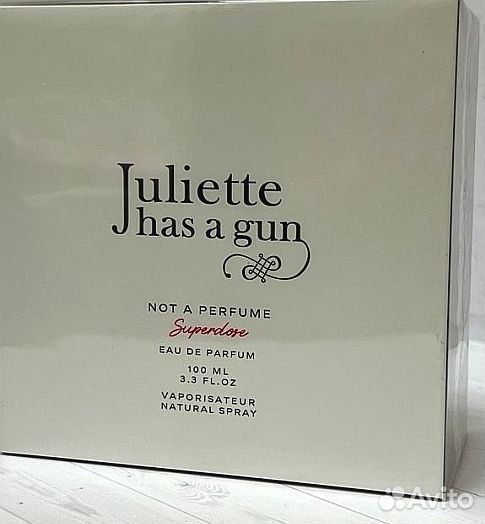 Juliette
has a gun
NOT A PERFUME
Superdose
EAU DE PARFUM
100 ML
3.3 FL.OZ
VAPORISATEUR
NATURAL SPRAY
Avito